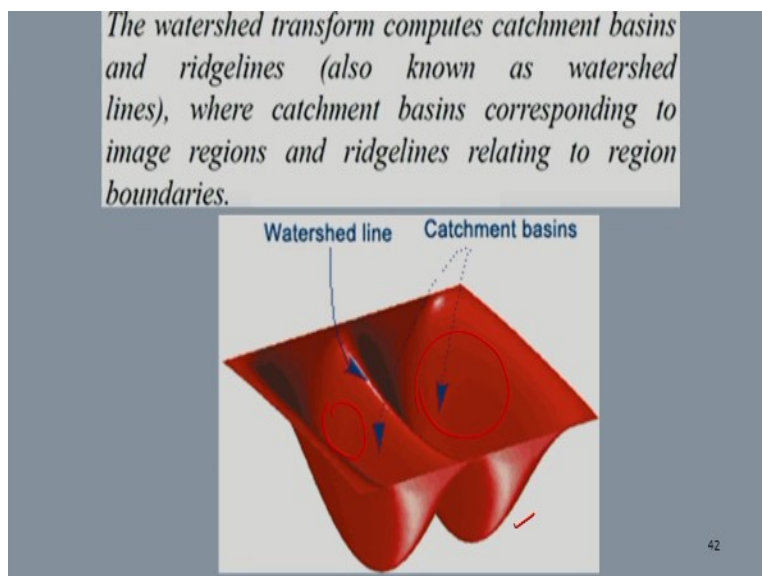 The watershed transform computes catchment basins
and ridgelines (also known as watershed
lines), where catchment basins corresponding to
image regions and ridgelines relating to region
boundaries.
Watershed line Catchment basins
42